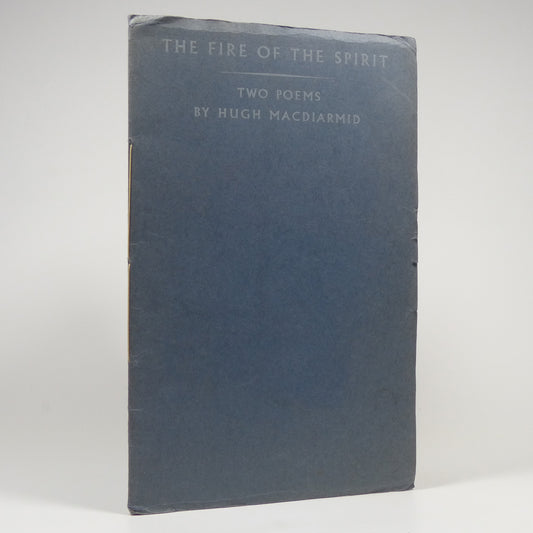 THE FIRE OF THE SPIRIT
TWO POEMS
BY HUGH MACDIARMID